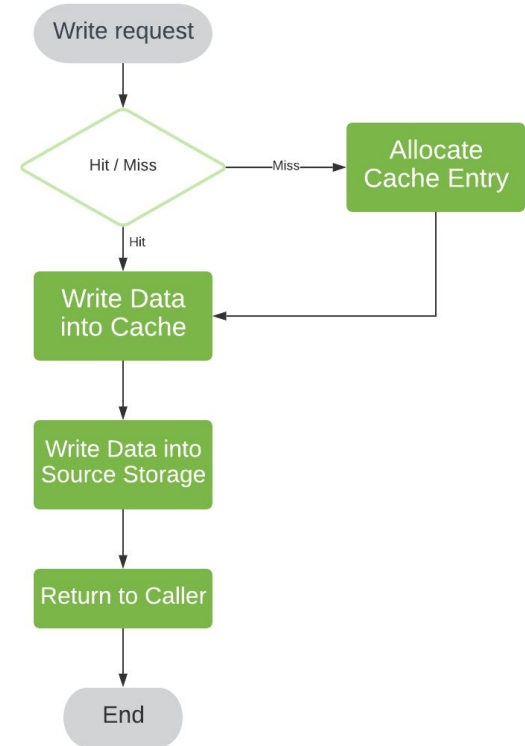 Write request
Hit / Miss
Miss
Allocate
Cache Entry
Hit
Write Data
into Cache
Write Data into
Source Storage
Return to Caller
End